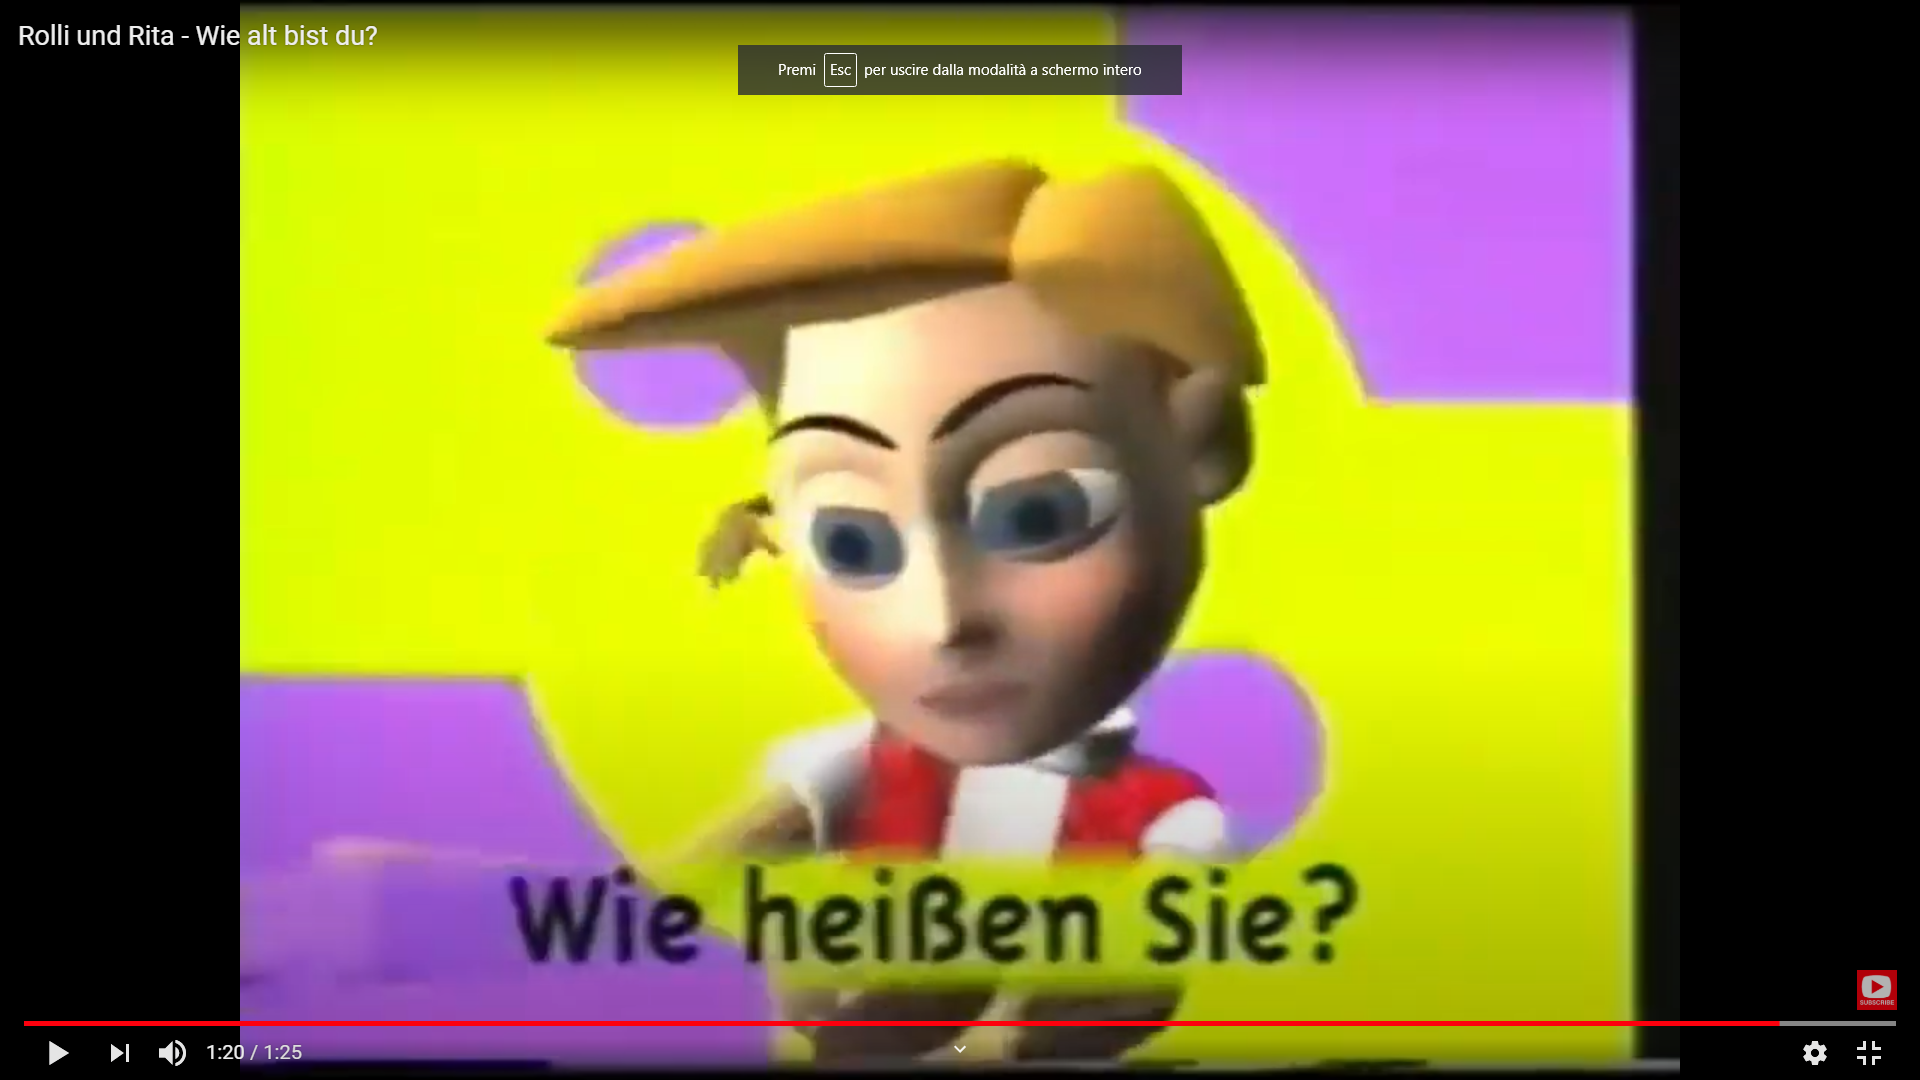 Rolli und Rita - Wie alt bist du?
Premi Esc per uscire dalla modalità a schermo intero
Wie heißen Sie?
SUBSCRIBE
1:20 / 1:25